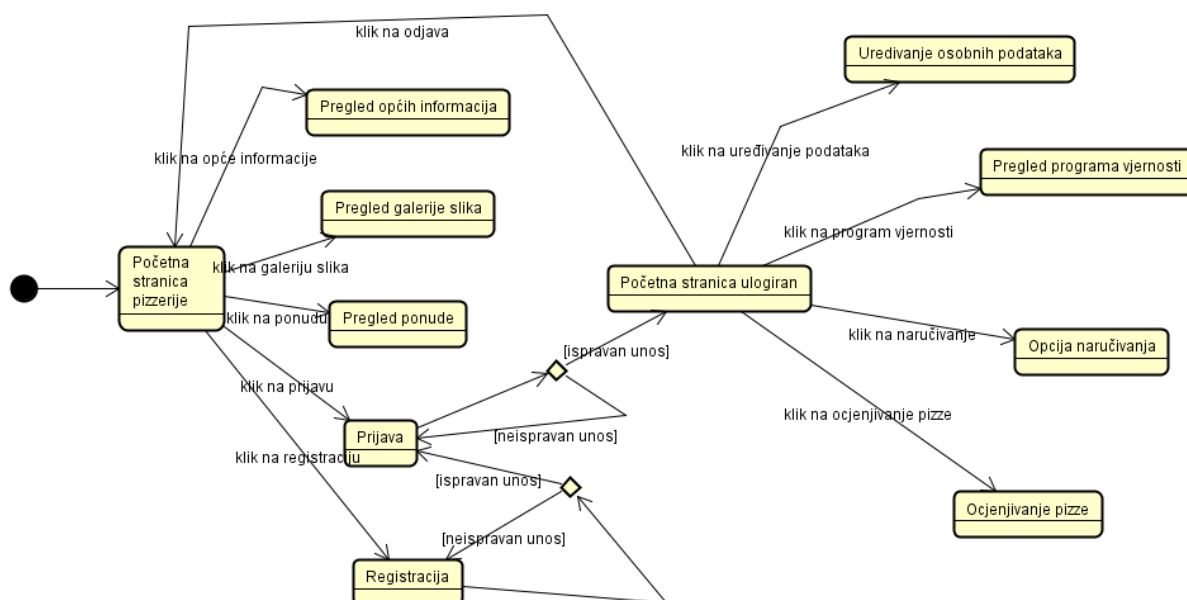 klik na odjava
Uredivanje osobnih podataka
Pregled općih informacija
klik na opće informacije
klik na uređivanje podataka
Pregled programa vjernosti
Pregled galerije slika
klik na program vjernosti
Početna
stranica
pizzerije
klik na galeriju slika
Početna stranica ulogiran
klik na ponudu
Pregled ponude
klik na naručivanje
Opcija naručivanja
[ispravan unos]
klik na prijavu
klik na ocjenjivanje pizze
Prijava
[neispravan unos]
klik na registraciju
[ispravan unos]
Ocjenjivanje pizze
[neispravan unos]
Registracija